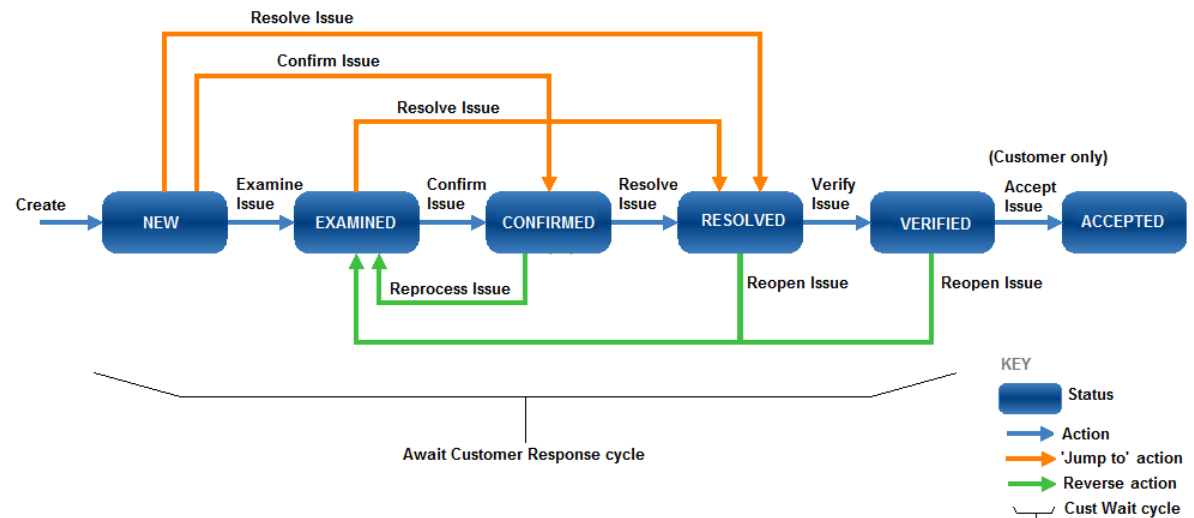 Resolve Issue
Confirm Issue
Resolve Issue
(Customer only)
Create
Examine
Issue
Confirm
Issue
Resolve
Issue
Verify
Issue
Accept
Issue
NEW
EXAMINED
CONFIRMED
RESOLVED
VERIFIED
ACCEPTED
Reprocess Issue
Reopen Issue
Reopen Issue
Await Customer Response cycle
KEY
Status
Action
'Jump to' action
Reverse action
Cust Wait cycle